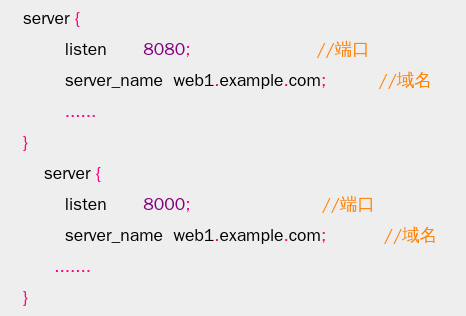 server {
listen 8080; //端口
server_name web1.example.com; //域名
......
}
server {
listen 8000; //端口
server_name web1.example.com; //域名
.......
}